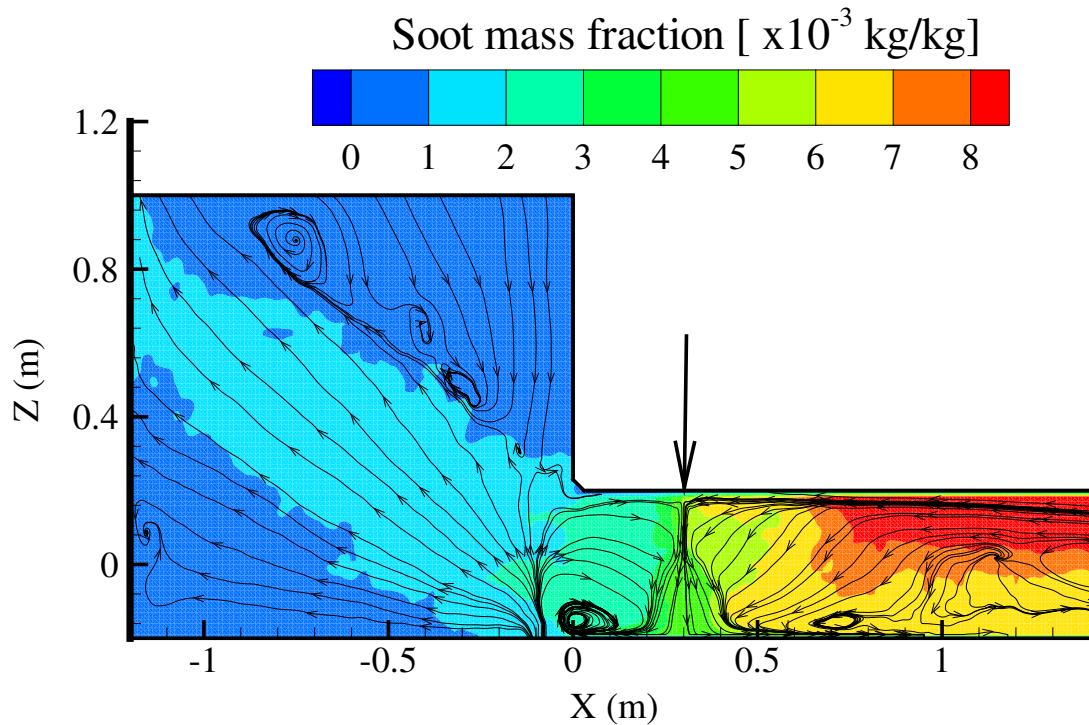 Soot mass fraction [ x10⁻³ kg/kg]
0 1 2 3 4 5 6 7 8
1.2
0.8
0.4
0
Z (m)
-1 -0.5 0 0.5 1
X (m)